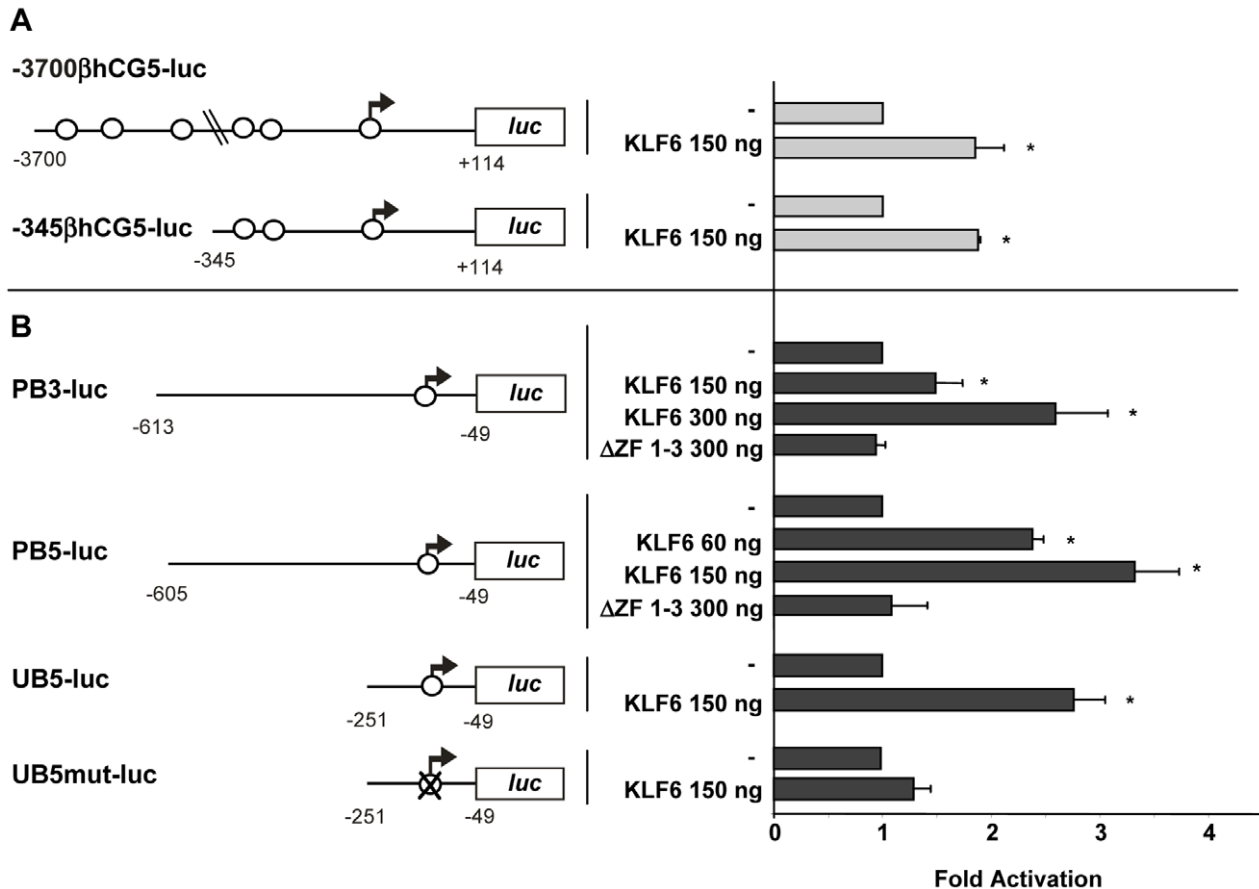 A
-3700βhCG5-luc
luc
-3700
+114
-
KLF6 150 ng
*
-345βhCG5-luc
luc
-345
+114
-
KLF6 150 ng
*
B
PB3-luc
luc
-613
-49
-
KLF6 150 ng
*
KLF6 300 ng
*
ΔZF 1-3 300 ng
PB5-luc
luc
-605
-49
-
KLF6 60 ng
*
KLF6 150 ng
*
ΔZF 1-3 300 ng
UB5-luc
luc
-251
-49
-
KLF6 150 ng
*
UB5mut-luc
luc
-251
-49
-
KLF6 150 ng
0 1 2 3 4
Fold Activation